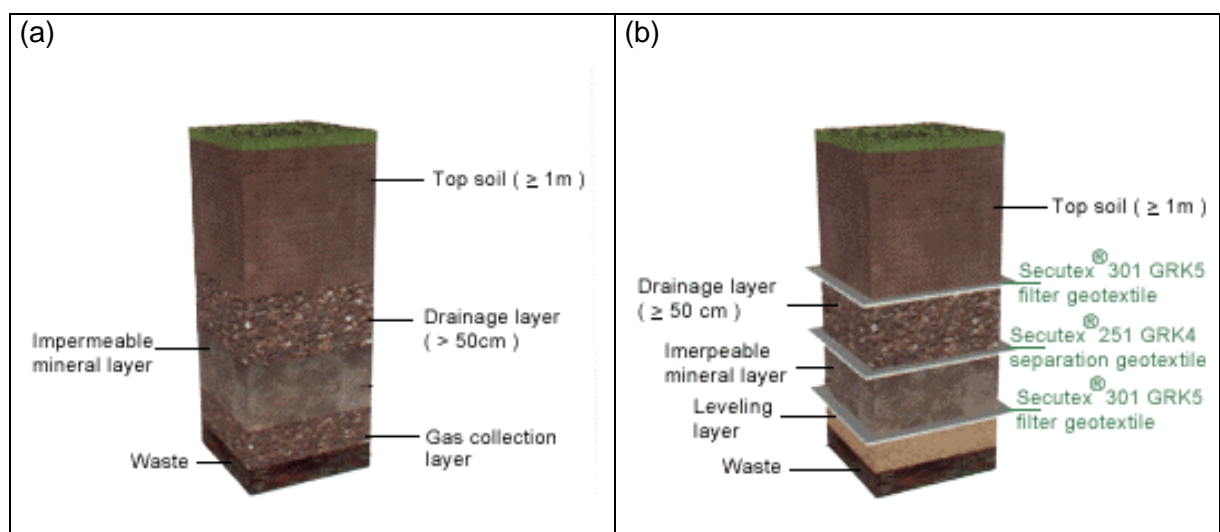 (a)
Top soil ( ≥ 1m )
Drainage layer
( > 50cm )
Impermeable
mineral layer
Gas collection
layer
Waste
(b)
Top soil ( ≥ 1m )
Secutex® 301 GRK5
filter geotextile
Drainage layer
( ≥ 50 cm )
Secutex® 251 GRK4
separation geotextile
Imerpeable
mineral layer
Secutex® 301 GRK5
filter geotextile
Leveling
layer
Waste